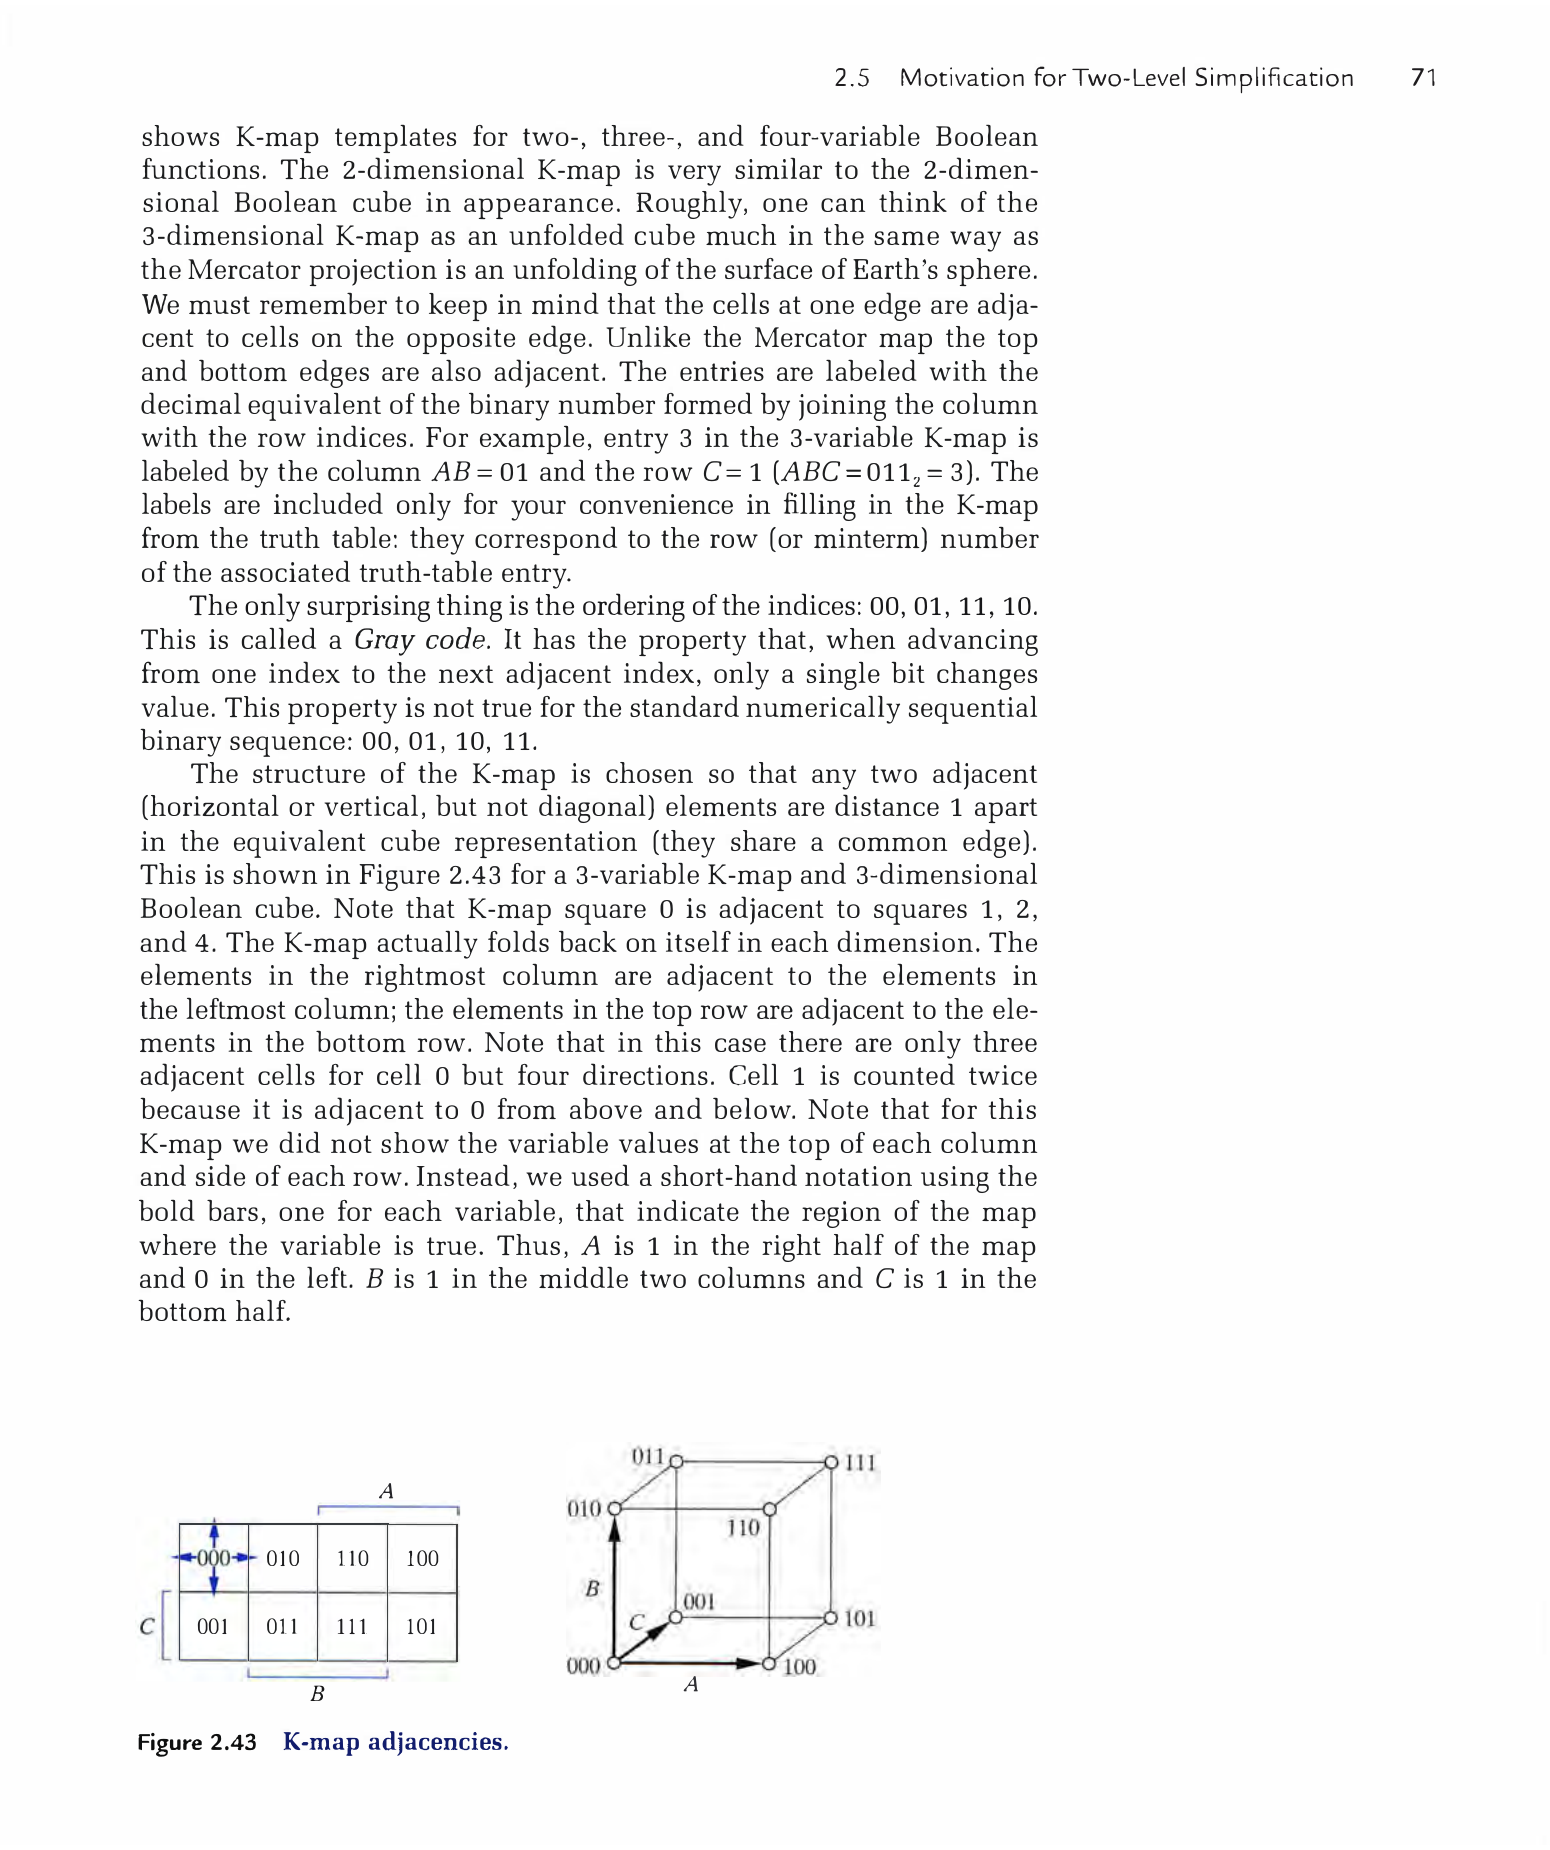 2.5 Motivation for Two-Level Simplification 71
shows K-map templates for two-, three-, and four-variable Boolean
functions. The 2-dimensional K-map is very similar to the 2-dimen-
sional Boolean cube in appearance. Roughly, one can think of the
3-dimensional K-map as an unfolded cube much in the same way as
the Mercator projection is an unfolding of the surface of Earth's sphere.
We must remember to keep in mind that the cells at one edge are adja-
cent to cells on the opposite edge. Unlike the Mercator map the top
and bottom edges are also adjacent. The entries are labeled with the
decimal equivalent of the binary number formed by joining the column
with the row indices. For example, entry 3 in the 3-variable K-map is
labeled by the column AB = 01 and the row C = 1 (ABC = 011₂ = 3). The
labels are included only for your convenience in filling in the K-map
from the truth table: they correspond to the row (or minterm) number
of the associated truth-table entry.
The only surprising thing is the ordering of the indices: 00, 01, 11, 10.
This is called a Gray code. It has the property that, when advancing
from one index to the next adjacent index, only a single bit changes
value. This property is not true for the standard numerically sequential
binary sequence: 00, 01, 10, 11.
The structure of the K-map is chosen so that any two adjacent
(horizontal or vertical, but not diagonal) elements are distance 1 apart
in the equivalent cube representation (they share a common edge).
This is shown in Figure 2.43 for a 3-variable K-map and 3-dimensional
Boolean cube. Note that K-map square 0 is adjacent to squares 1, 2,
and 4. The K-map actually folds back on itself in each dimension. The
elements in the rightmost column are adjacent to the elements in
the leftmost column; the elements in the top row are adjacent to the ele-
ments in the bottom row. Note that in this case there are only three
adjacent cells for cell 0 but four directions. Cell 1 is counted twice
because it is adjacent to 0 from above and below. Note that for this
K-map we did not show the variable values at the top of each column
and side of each row. Instead, we used a short-hand notation using the
bold bars, one for each variable, that indicate the region of the map
where the variable is true. Thus, A is 1 in the right half of the map
and 0 in the left. B is 1 in the middle two columns and C is 1 in the
bottom half.
A
000 010 110 100
C 001 011 111 101
B
011 111
010 110
B
C 001 101
000 100
A
Figure 2.43 K-map adjacencies.